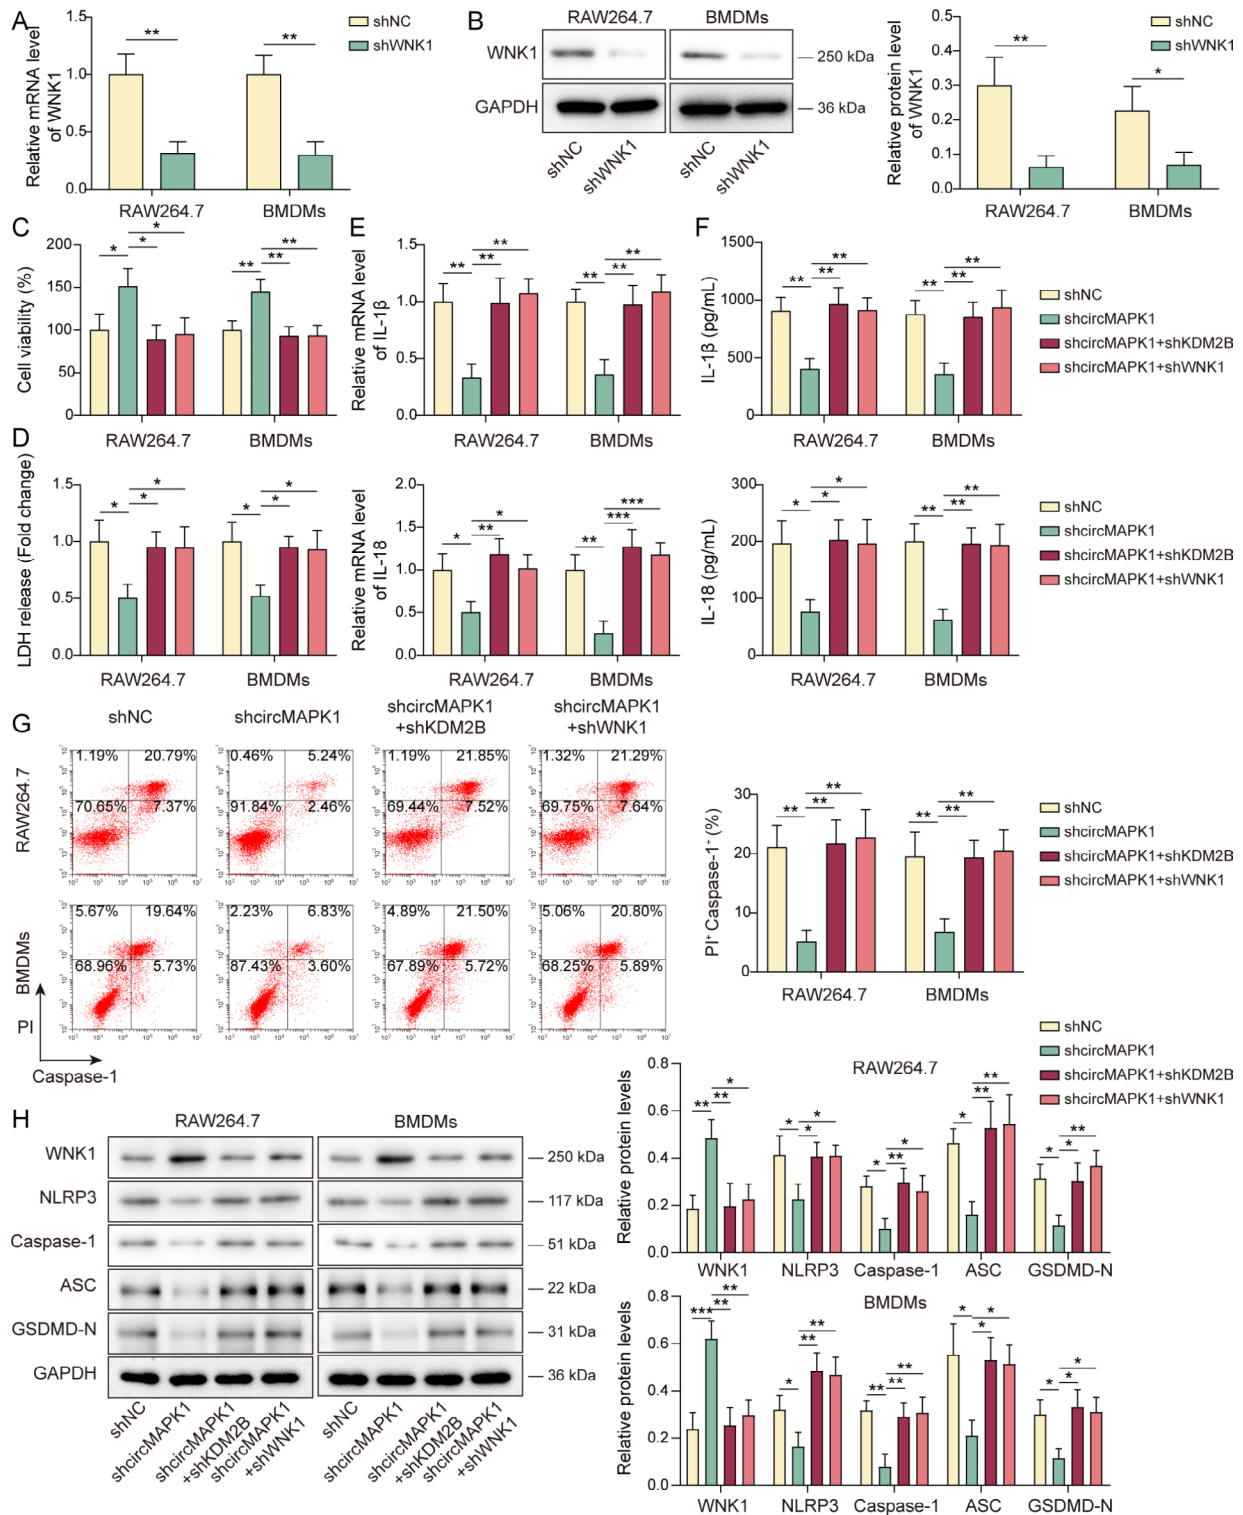 A
Relative mRNA level
of WNK1
1.5
1.0
0.5
0.0
**
**
RAW264.7
BMDMs
shNC
shWNK1
B
RAW264.7
BMDMs
WNK1
250 kDa
GAPDH
36 kDa
shNC
shWNK1
shNC
shWNK1
Relative protein level
of WNK1
0.5
0.4
0.3
0.2
0.1
0.0
**
*
RAW264.7
BMDMs
shNC
shWNK1
C
Cell viability (%)
200
150
100
50
0
*
*
*
**
**
**
RAW264.7
BMDMs
E
Relative mRNA level
of IL-1β
1.5
1.0
0.5
0.0
**
**
**
**
**
**
RAW264.7
BMDMs
F
IL-1β (pg/mL)
1500
1000
500
0
**
**
**
**
**
**
RAW264.7
BMDMs
shNC
shcircMAPK1
shcircMAPK1+shKDM2B
shcircMAPK1+shWNK1
D
LDH release (Fold change)
1.5
1.0
0.5
0.0
*
*
*
*
*
*
RAW264.7
BMDMs
Relative mRNA level
of IL-18
2.0
1.5
1.0
0.5
0.0
*
**
*
**
***
***
RAW264.7
BMDMs
IL-18 (pg/mL)
300
200
100
0
*
*
*
**
**
**
RAW264.7
BMDMs
shNC
shcircMAPK1
shcircMAPK1+shKDM2B
shcircMAPK1+shWNK1
G
shNC
shcircMAPK1
shcircMAPK1
+shKDM2B
shcircMAPK1
+shWNK1
RAW264.7
1.19% 20.79%
70.65% 7.37%
0.46% 5.24%
91.84% 2.46%
1.19% 21.85%
69.44% 7.52%
1.32% 21.29%
69.75% 7.64%
BMDMs
5.67% 19.64%
68.96% 5.73%
2.23% 6.83%
87.43% 3.60%
4.89% 21.50%
67.89% 5.72%
5.06% 20.80%
68.25% 5.89%
PI
Caspase-1
PI⁺ Caspase-1⁺ (%)
30
20
10
0
**
**
**
**
**
**
RAW264.7
BMDMs
shNC
shcircMAPK1
shcircMAPK1+shKDM2B
shcircMAPK1+shWNK1
H
RAW264.7
BMDMs
WNK1
250 kDa
NLRP3
117 kDa
Caspase-1
51 kDa
ASC
22 kDa
GSDMD-N
31 kDa
GAPDH
36 kDa
shNC
shcircMAPK1
shcircMAPK1
+shKDM2B
shcircMAPK1
+shWNK1
shNC
shcircMAPK1
shcircMAPK1
+shKDM2B
shcircMAPK1
+shWNK1
shNC
shcircMAPK1
shcircMAPK1+shKDM2B
shcircMAPK1+shWNK1
RAW264.7
Relative protein levels
0.8
0.6
0.4
0.2
0.0
**
**
*
*
*
*
*
**
*
*
**
**
*
*
**
WNK1
NLRP3
Caspase-1
ASC
GSDMD-N
BMDMs
Relative protein levels
0.8
0.6
0.4
0.2
0.0
***
**
**
*
**
**
**
**
**
*
*
*
*
*
*
WNK1
NLRP3
Caspase-1
ASC
GSDMD-N